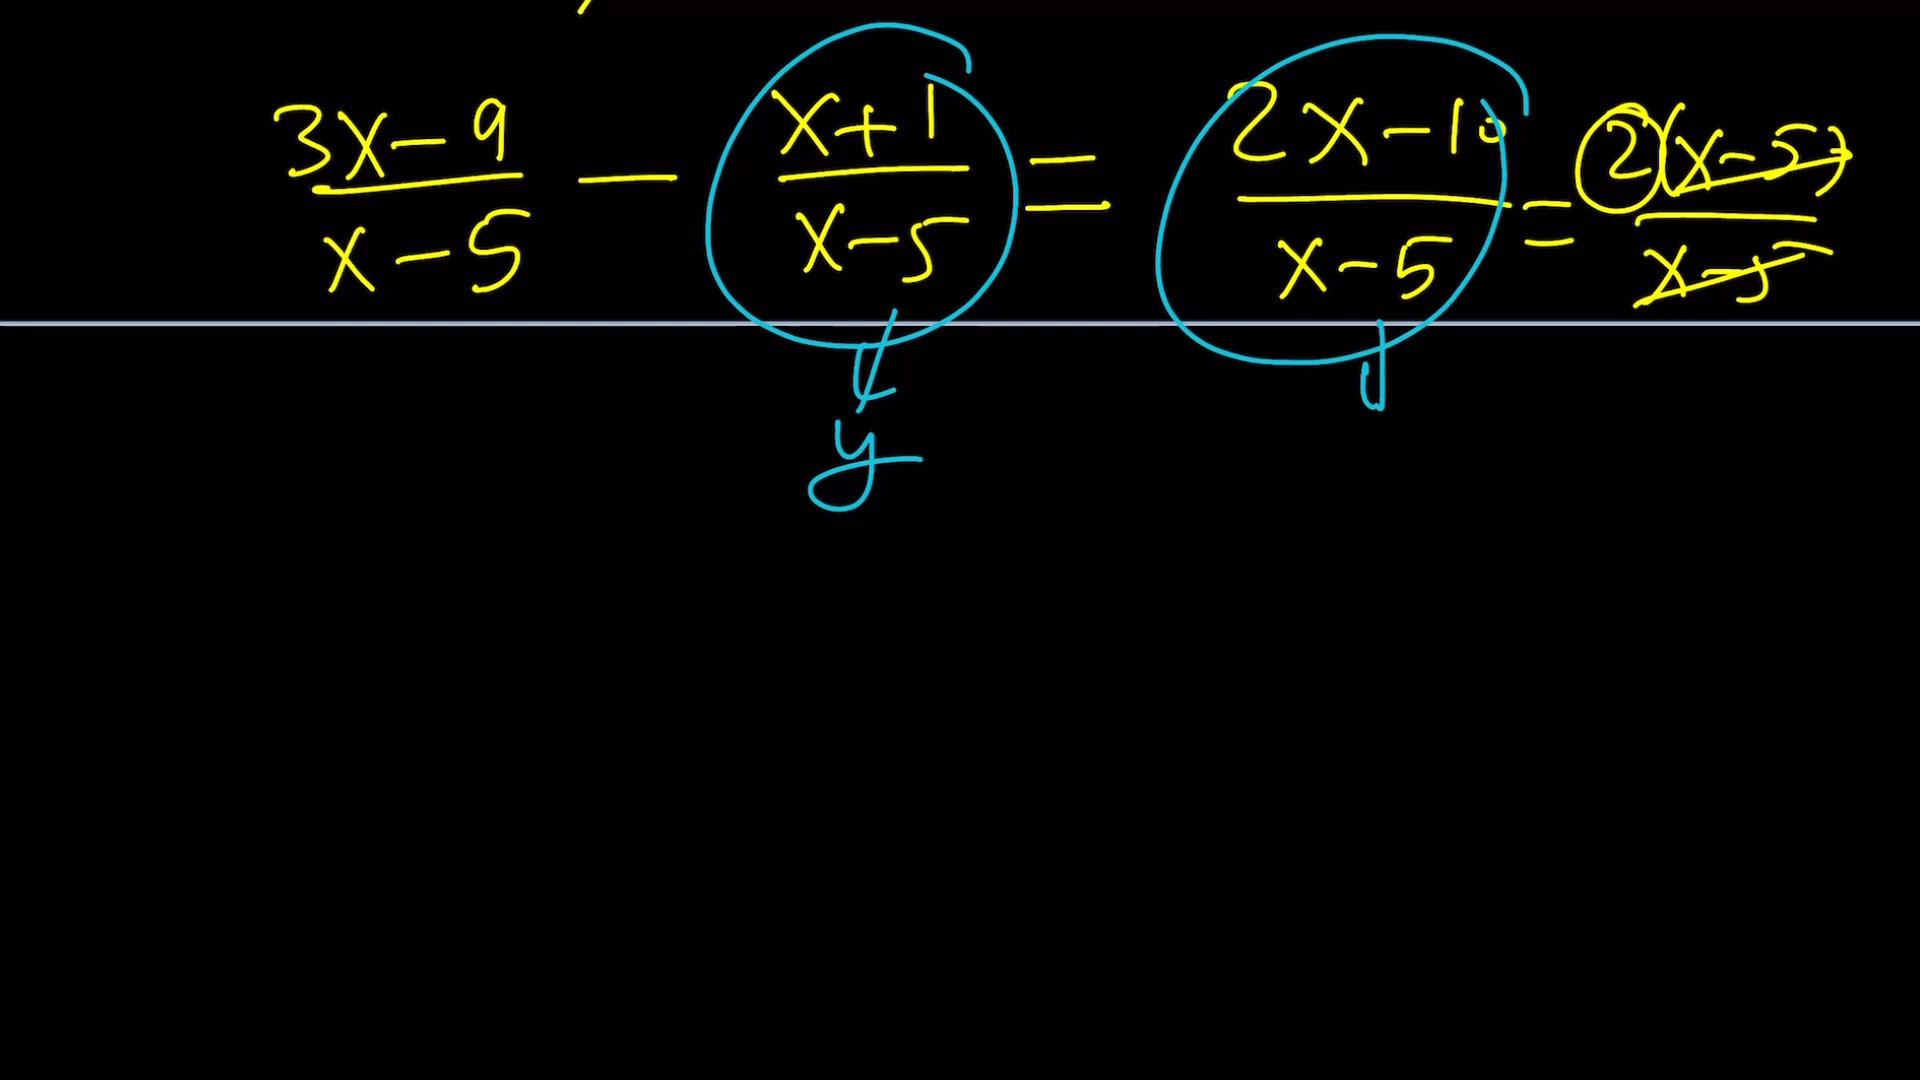 3x-9/x-5 — x+1/x-5 = 2x-10/x-5 = 2(x-5)/x-5
y